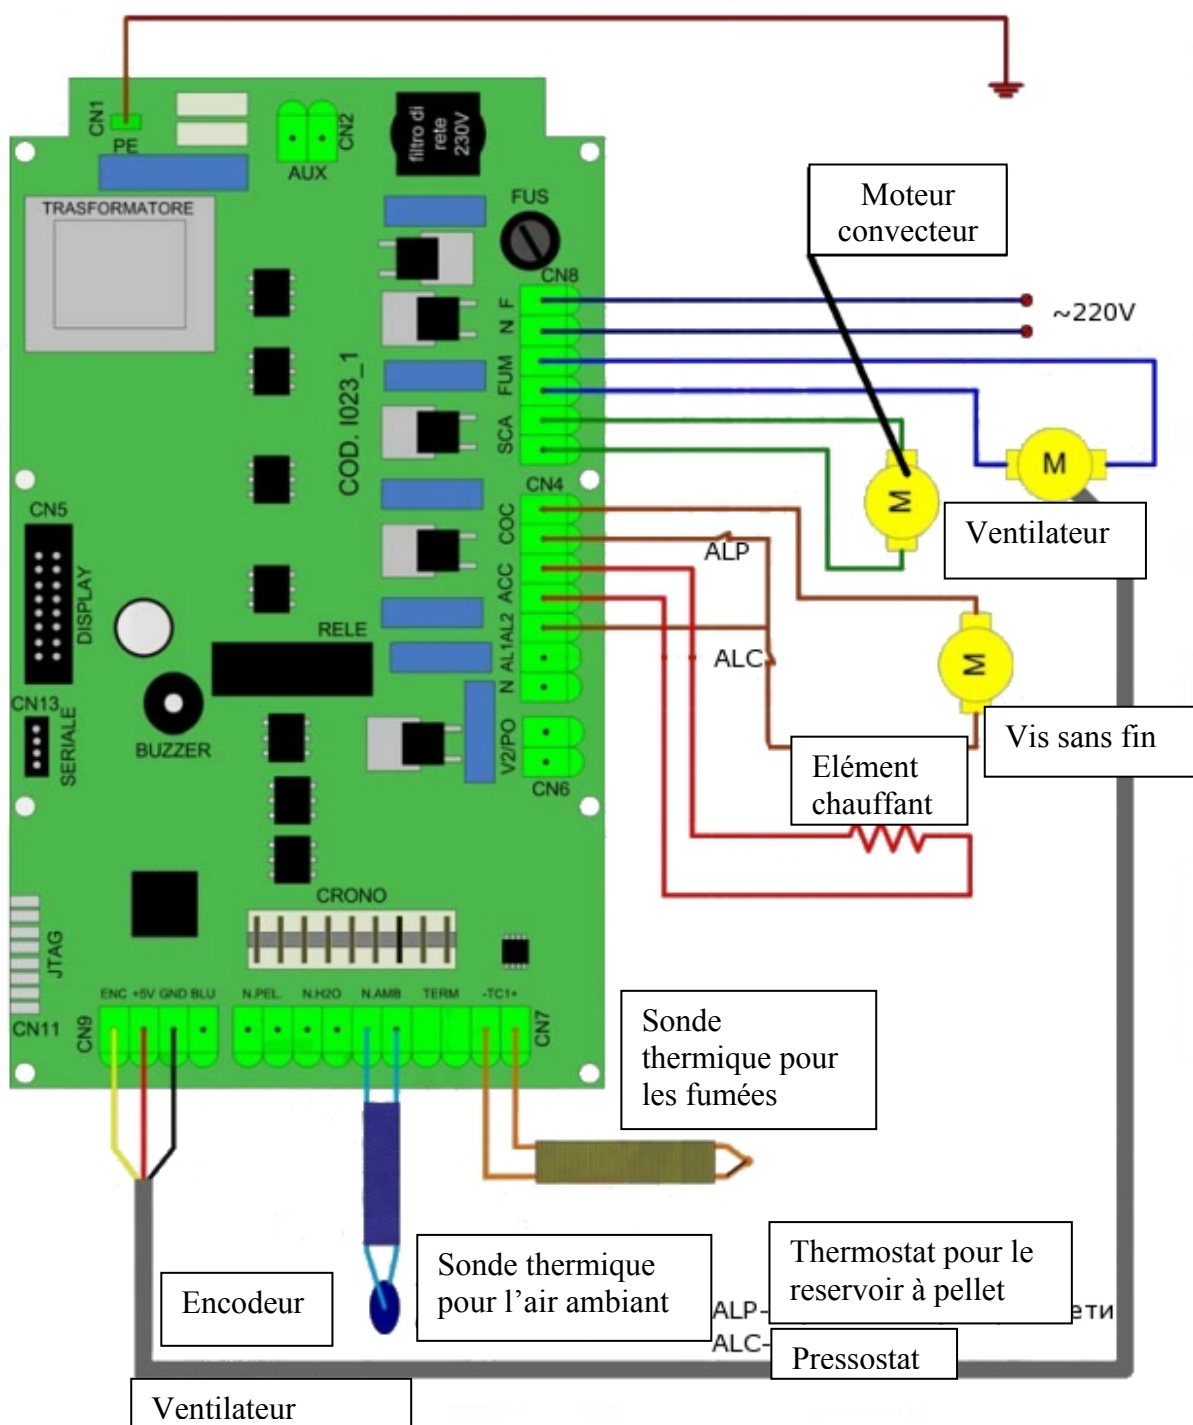 CN1
PE
CN2
AUX
filtro di
rete
230V
TRASFORMATORE
FUS
Moteur
convecteur
CN8
F
N
FUM
SCA
~220V
COD. I023_1
M
M
Ventilateur
CN4
COC
ACC
AL1AL2
N
ALP
ALC
M
Vis sans fin
CN5
DISPLAY
RELE
CN13
SERIALE
BUZZER
V2/PO
CN6
Elément
chauffant
CRONO
JTAG
CN11
ENC +5V GND BLU
N.PEL. N.H2O N.AMB TERM -TC1+
CN9
CN7
Sonde
thermique pour
les fumées
Encodeur
Sonde thermique
pour l’air ambiant
Thermostat pour le
reservoir à pellet
ALP-
ети
ALC-
Pressostat
Ventilateur